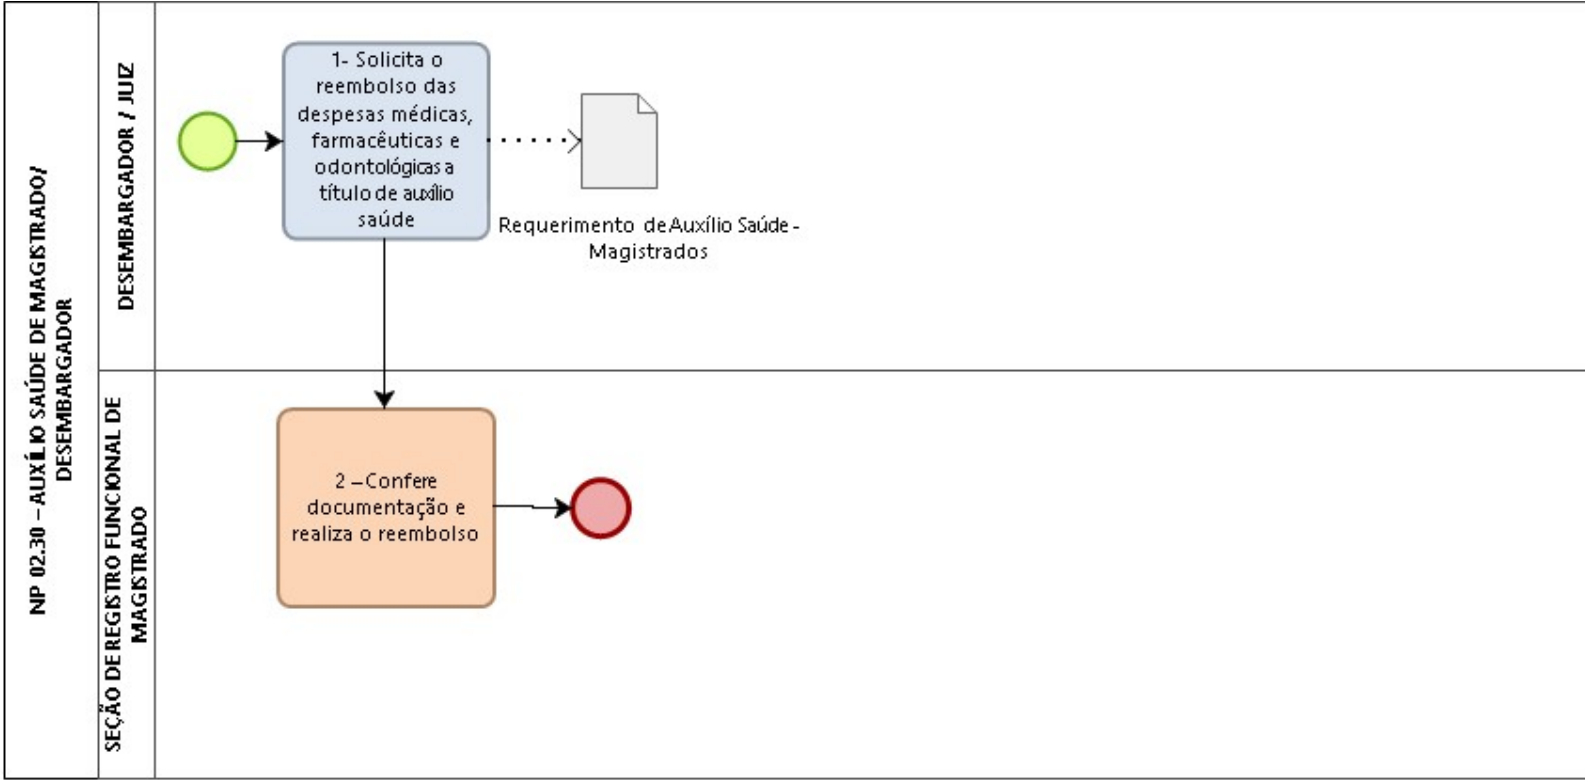 NP 02.30 – AUXÍLIO SAÚDE DE MAGISTRADO/
DESEMBARGADOR
DESEMBARGADOR / JUIZ
1- Solicita o
reembolso das
despesas médicas,
farmacêuticas e
odontológicas a
título de auxílio
saúde
Requerimento de Auxílio Saúde -
Magistrados
SEÇÃO DE REGISTRO FUNCIONAL DE
MAGISTRADO
2 – Confere
documentação e
realiza o reembolso